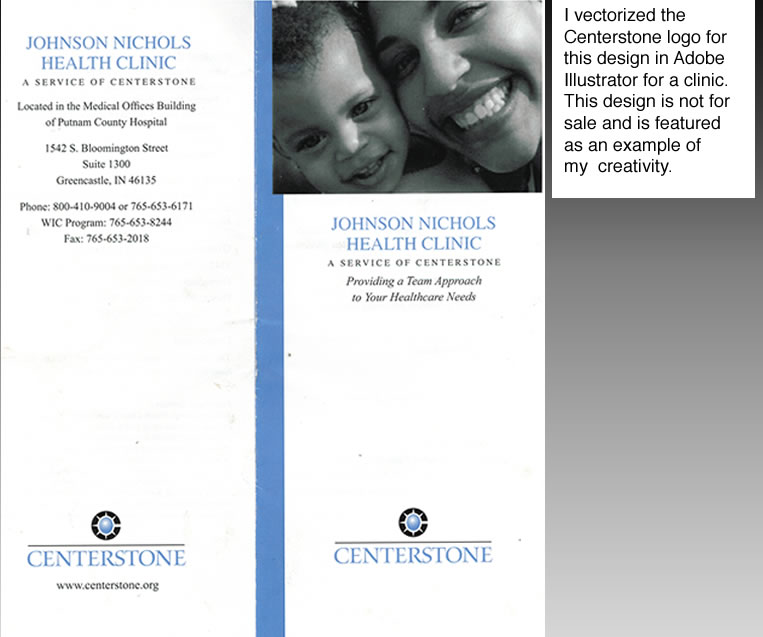 JOHNSON NICHOLS
HEALTH CLINIC
A SERVICE OF CENTERSTONE
Located in the Medical Offices Building
of Putnam County Hospital
1542 S. Bloomington Street
Suite 1300
Greencastle, IN 46135
Phone: 800-410-9004 or 765-653-6171
WIC Program: 765-653-8244
Fax: 765-653-2018
CENTERSTONE
www.centerstone.org
JOHNSON NICHOLS
HEALTH CLINIC
A SERVICE OF CENTERSTONE
Providing a Team Approach
to Your Healthcare Needs
CENTERSTONE
I vectorized the
Centerstone logo for
this design in Adobe
Illustrator for a clinic.
This design is not for
sale and is featured
as an example of
my creativity.